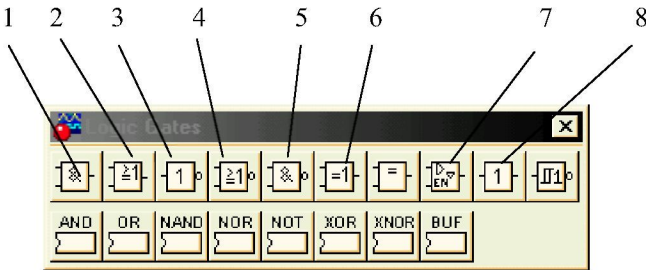 1 2 3 4 5 6 7 8
Logic Gates
& ≥1 1 ≥1 & =1 = ▷▽ 1 ∏1
EN
AND OR NAND NOR NOT XOR XNOR BUF